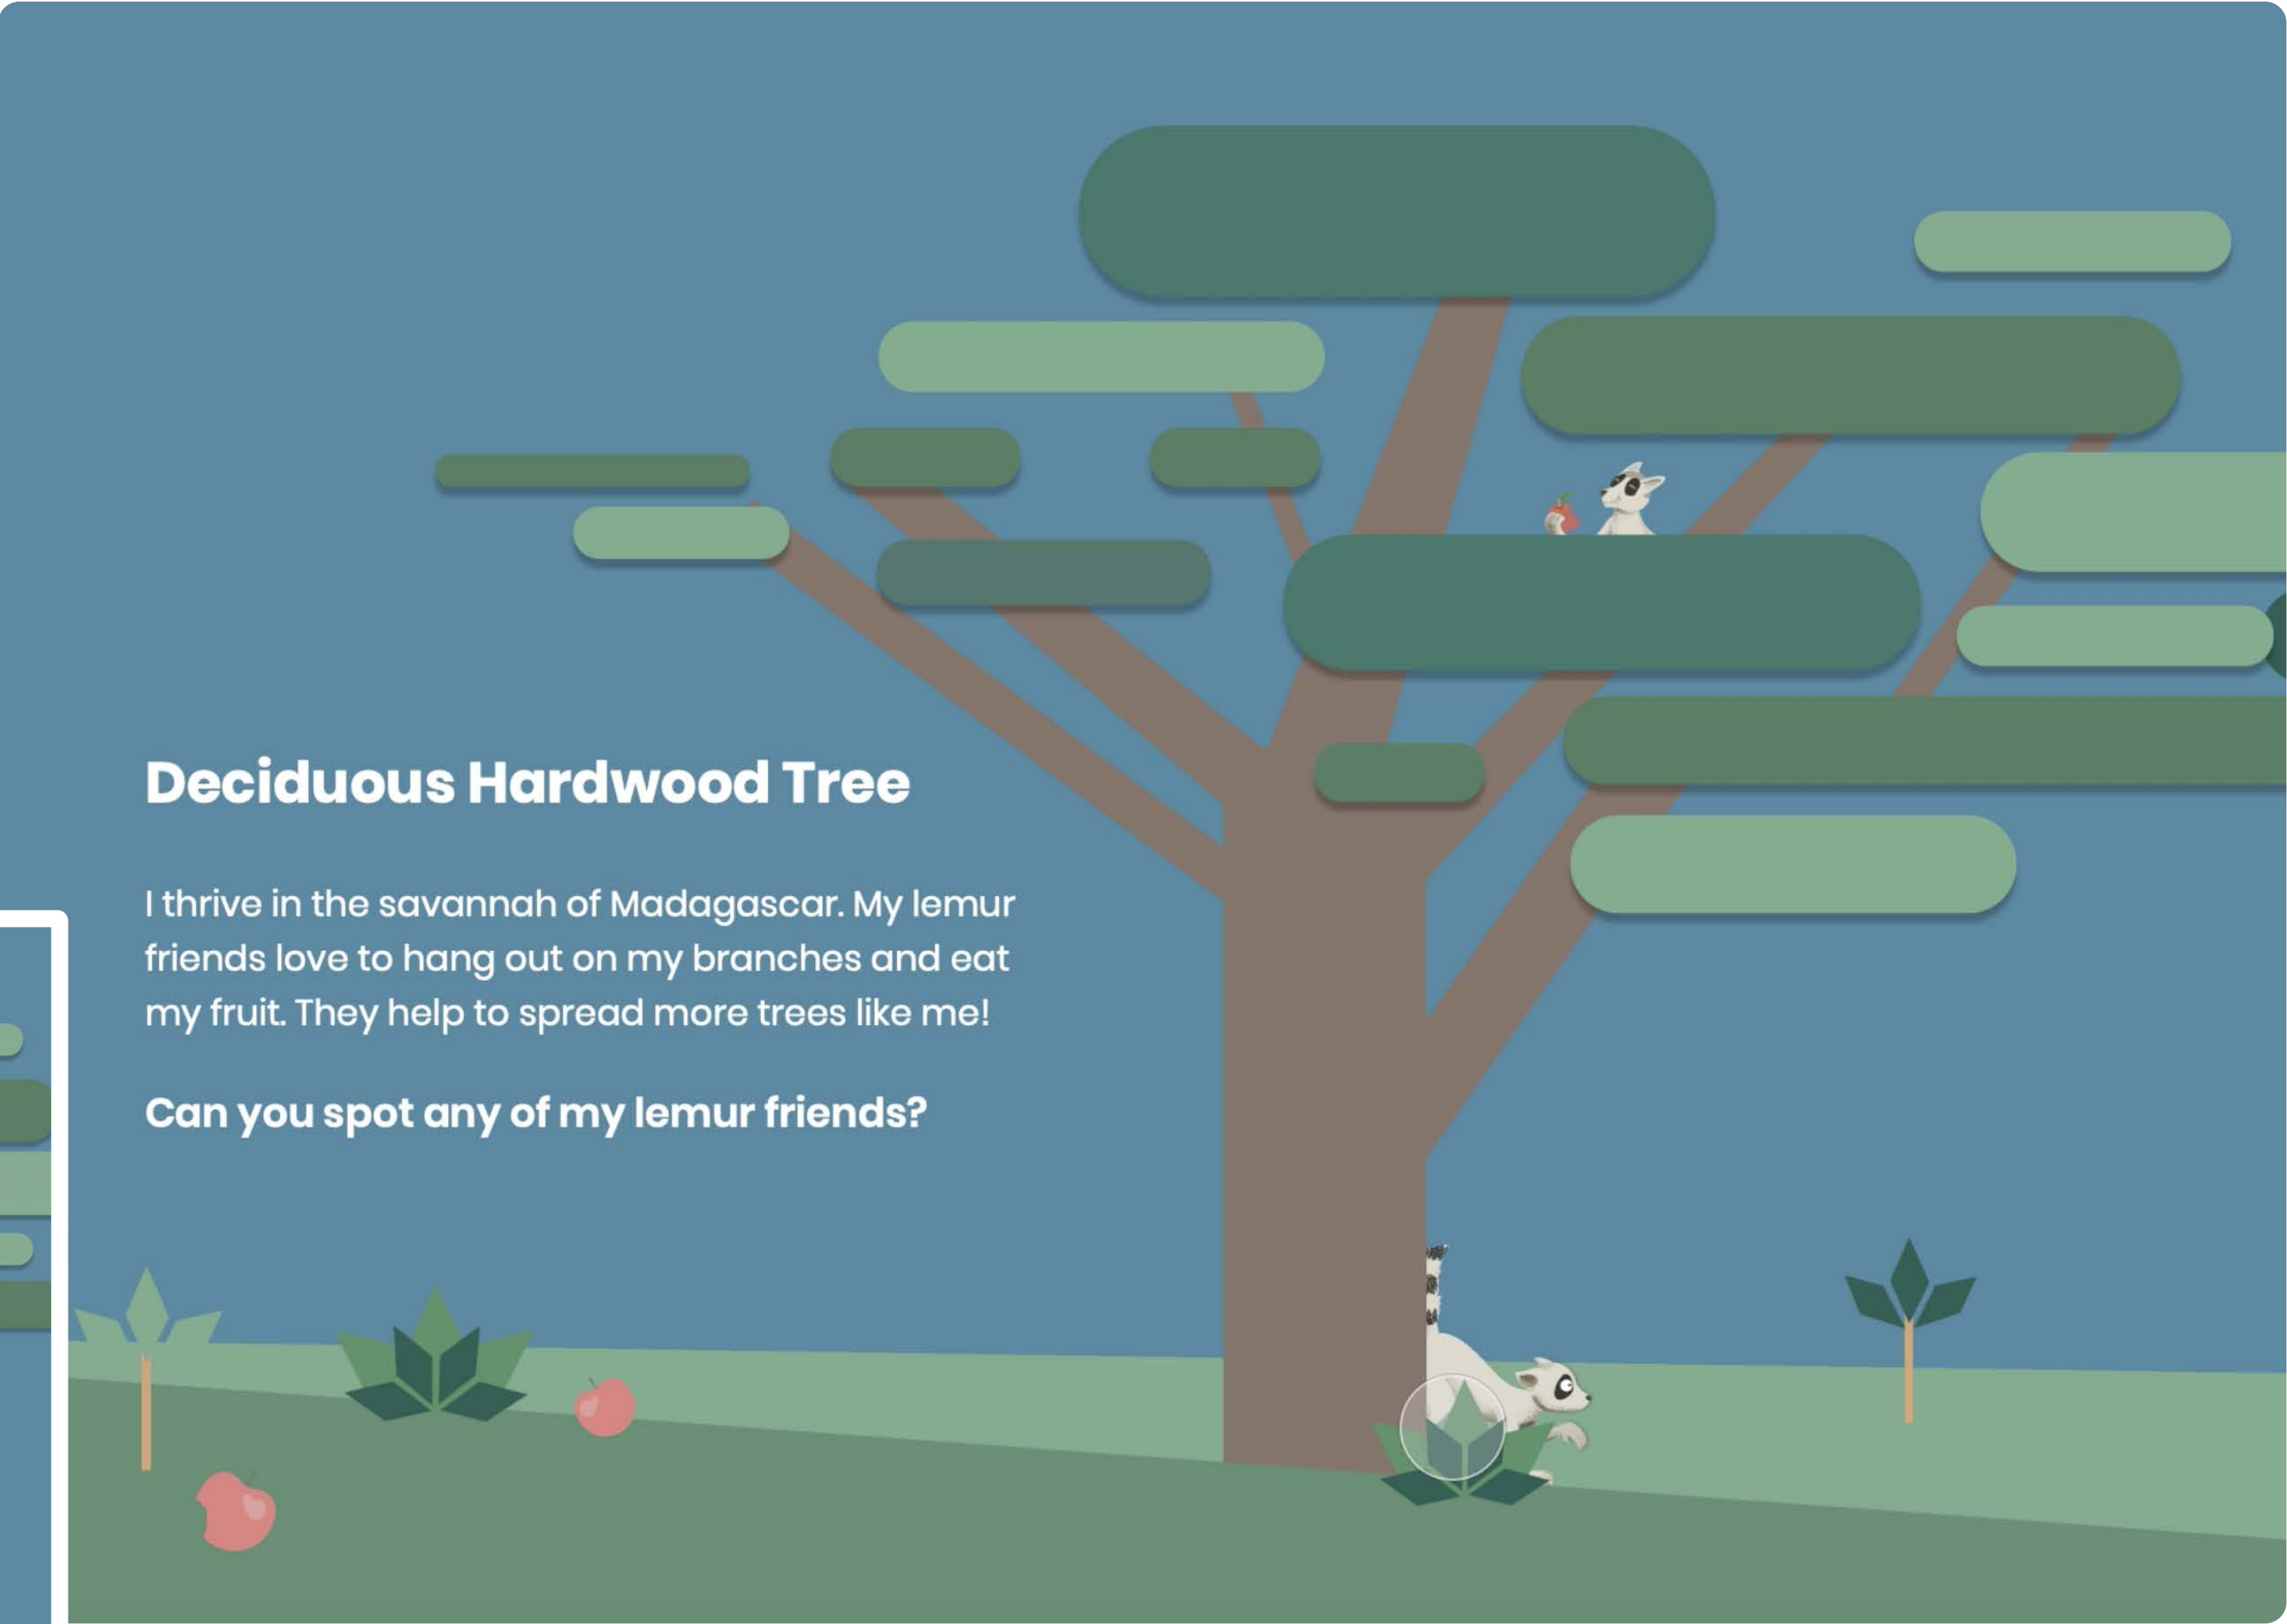 Deciduous Hardwood Tree
I thrive in the savannah of Madagascar. My lemur
friends love to hang out on my branches and eat
my fruit. They help to spread more trees like me!
Can you spot any of my lemur friends?